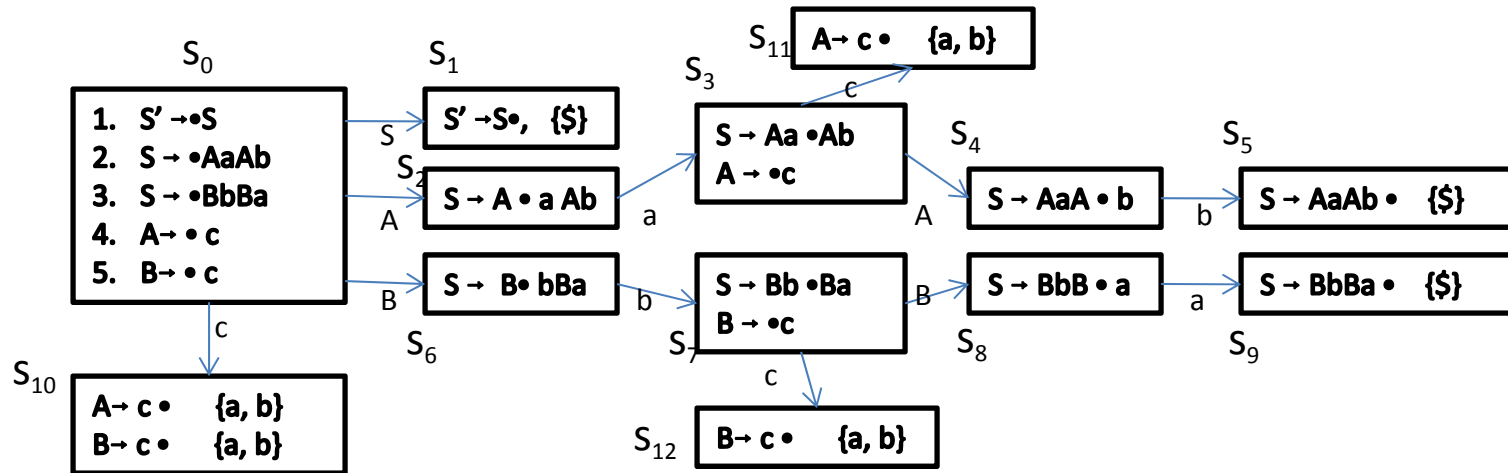 S0
1. S' →•S
2. S → •AaAb
3. S → •BbBa
4. A→ • c
5. B→ • c
S
A
B
c
S1
S' →S•, {$}
S2
S → A • a Ab
a
S3
S → Aa •Ab
A → •c
c
S11
A→ c • {a, b}
A
S4
S → AaA • b
b
S5
S → AaAb • {$}
S → B• bBa
S6
b
S → Bb •Ba
B → •c
S7
B
S → BbB • a
S8
a
S → BbBa • {$}
S9
c
S10
A→ c • {a, b}
B→ c • {a, b}
S12
B→ c • {a, b}